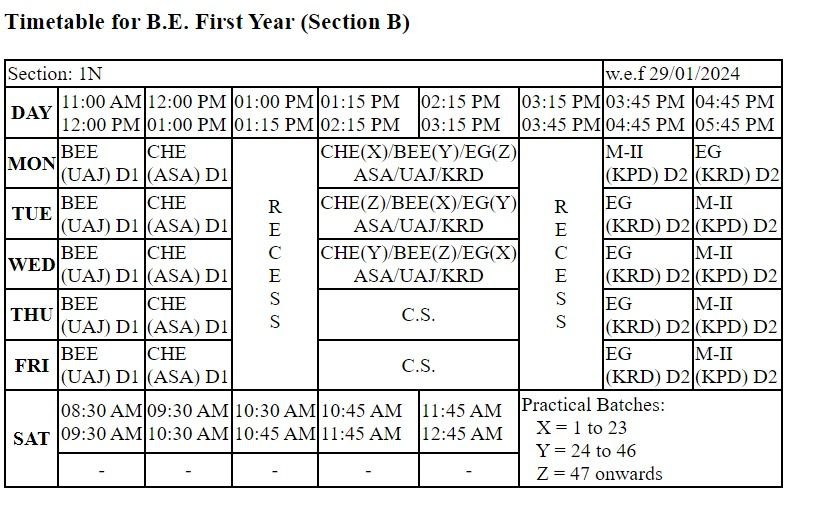 Timetable for B.E. First Year (Section B)
Section: 1N w.e.f 29/01/2024
DAY 11:00 AM 12:00 PM 01:00 PM 01:15 PM 02:15 PM 03:15 PM 03:45 PM 04:45 PM
12:00 PM 01:00 PM 01:15 PM 02:15 PM 03:15 PM 03:45 PM 04:45 PM 05:45 PM
MON BEE CHE CHE(X)/BEE(Y)/EG(Z) M-II EG
(UAJ) D1 (ASA) D1 ASA/UAJ/KRD (KPD) D2 (KRD) D2
TUE BEE CHE CHE(Z)/BEE(X)/EG(Y) EG M-II
(UAJ) D1 (ASA) D1 ASA/UAJ/KRD (KRD) D2 (KPD) D2
WED BEE CHE CHE(Y)/BEE(Z)/EG(X) EG M-II
(UAJ) D1 (ASA) D1 ASA/UAJ/KRD (KRD) D2 (KPD) D2
THU BEE CHE C.S. EG M-II
(UAJ) D1 (ASA) D1 (KRD) D2 (KPD) D2
FRI BEE CHE C.S. EG M-II
(UAJ) D1 (ASA) D1 (KRD) D2 (KPD) D2
R E C E S S
R E C E S S
SAT 08:30 AM 09:30 AM 10:30 AM 10:45 AM 11:45 AM
09:30 AM 10:30 AM 10:45 AM 11:45 AM 12:45 AM
- - - - -
Practical Batches:
X = 1 to 23
Y = 24 to 46
Z = 47 onwards